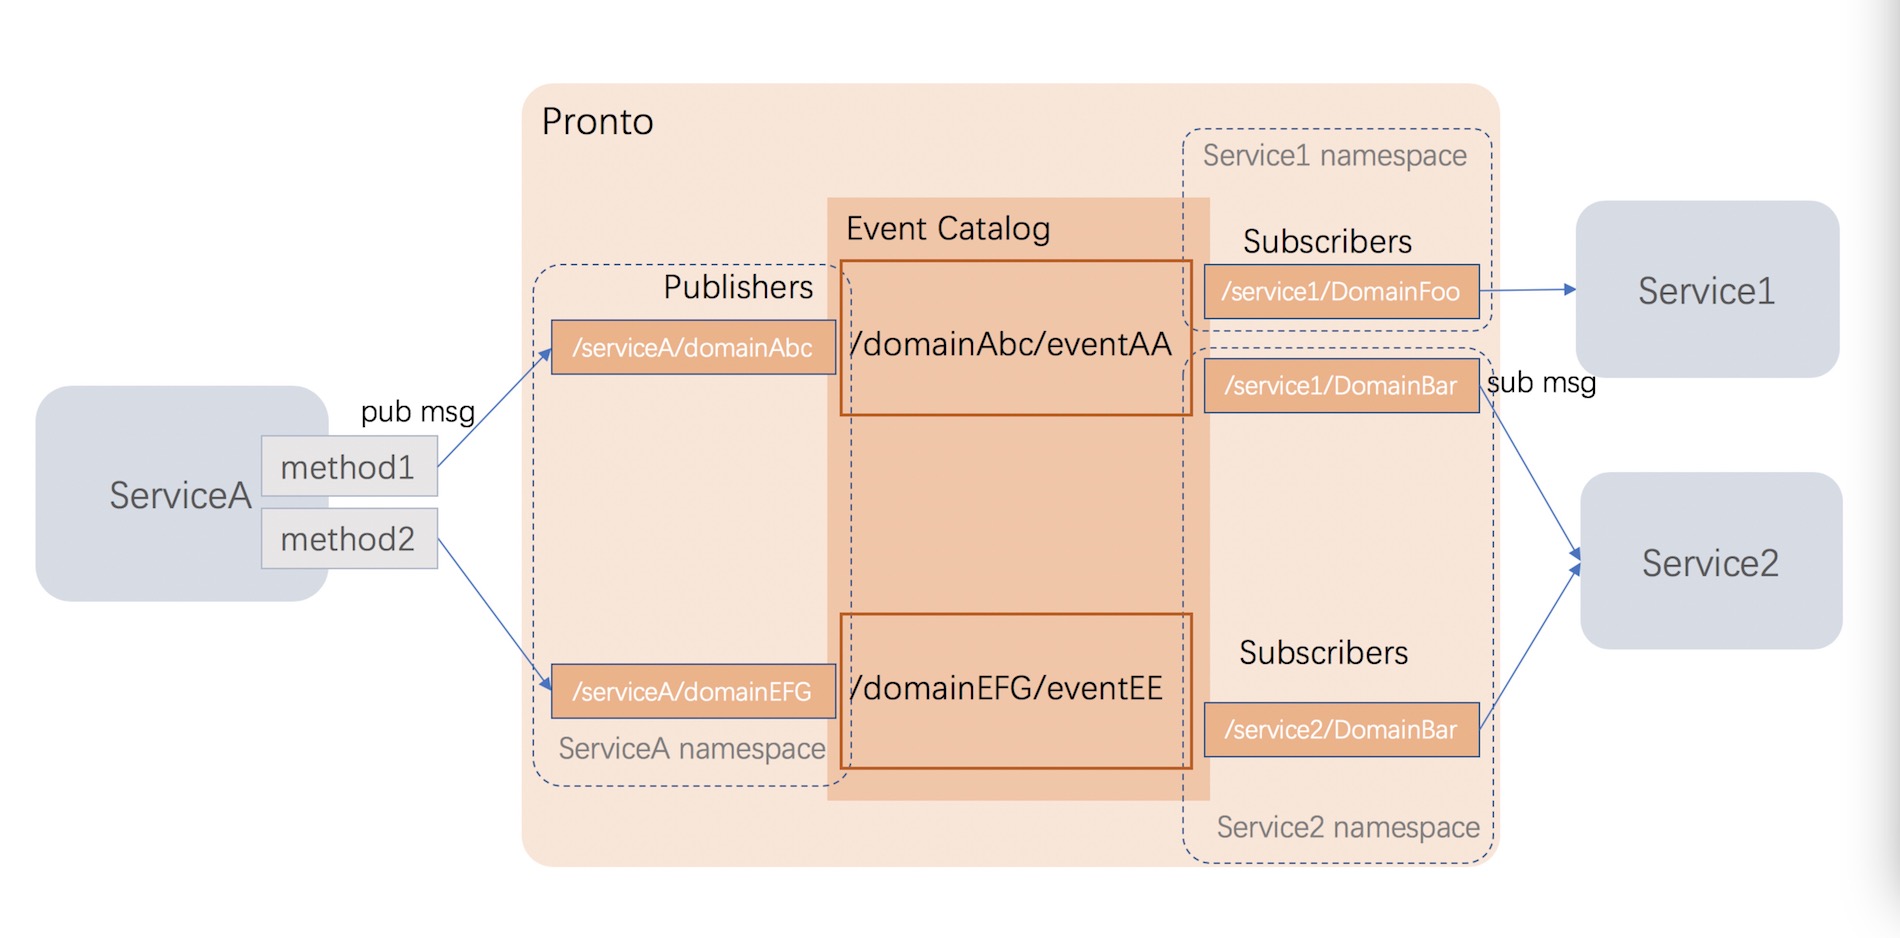 Pronto
Service1 namespace
Event Catalog
Subscribers
Publishers
/service1/DomainFoo
Service1
/serviceA/domainAbc
/domainAbc/eventAA
/service1/DomainBar
sub msg
pub msg
method1
ServiceA
method2
Service2
Subscribers
/serviceA/domainEFG
/domainEFG/eventEE
/service2/DomainBar
ServiceA namespace
Service2 namespace